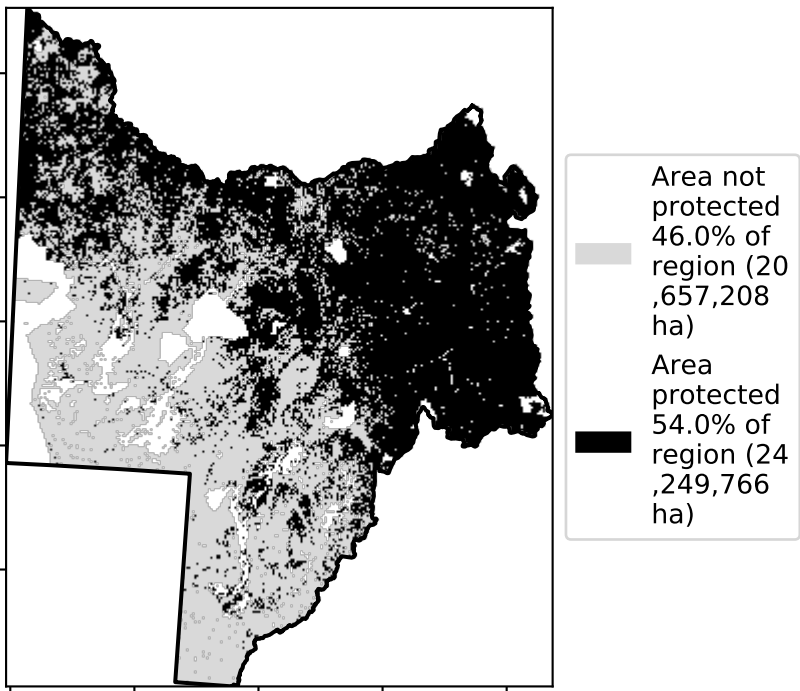 Area not
protected
46.0% of
region (20
,657,208
ha)
Area
protected
54.0% of
region (24
,249,766
ha)